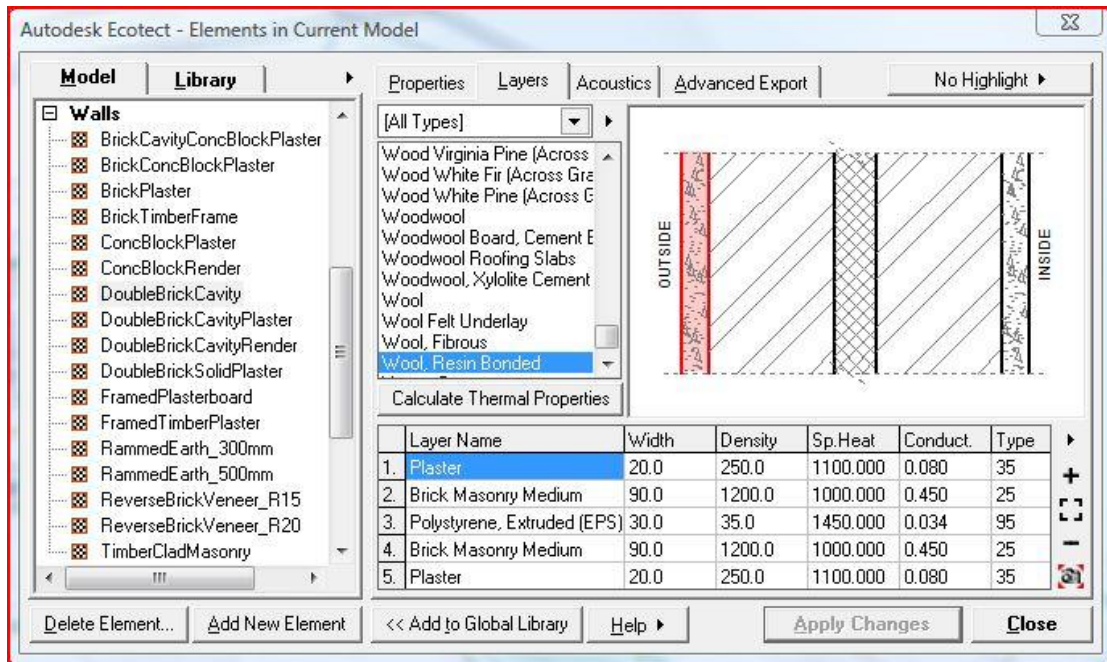 Autodesk Ecotect - Elements in Current Model
Model Library
Walls
BrickCavityConcBlockPlaster
BrickConcBlockPlaster
BrickPlaster
BrickTimberFrame
ConcBlockPlaster
ConcBlockRender
DoubleBrickCavity
DoubleBrickCavityPlaster
DoubleBrickCavityRender
DoubleBrickSolidPlaster
FramedPlasterboard
FramedTimberPlaster
RammedEarth_300mm
RammedEarth_500mm
ReverseBrickVeneer_R15
ReverseBrickVeneer_R20
TimberCladMasonry
Delete Element... Add New Element
Properties Layers Acoustics Advanced Export No Highlight
[All Types]
Wood Virginia Pine (Across
Wood White Fir (Across Gra
Wood White Pine (Across G
Woodwool
Woodwool Board, Cement B
Woodwool Roofing Slabs
Woodwool, Xylolite Cement
Wool
Wool Felt Underlay
Wool, Fibrous
Wool, Resin Bonded
Calculate Thermal Properties
OUTSIDE
INSIDE
Layer Name Width Density Sp.Heat Conduct. Type
1. Plaster 20.0 250.0 1100.000 0.080 35
2. Brick Masonry Medium 90.0 1200.0 1000.000 0.450 25
3. Polystyrene, Extruded (EPS) 30.0 35.0 1450.000 0.034 95
4. Brick Masonry Medium 90.0 1200.0 1000.000 0.450 25
5. Plaster 20.0 250.0 1100.000 0.080 35
<< Add to Global Library Help Apply Changes Close